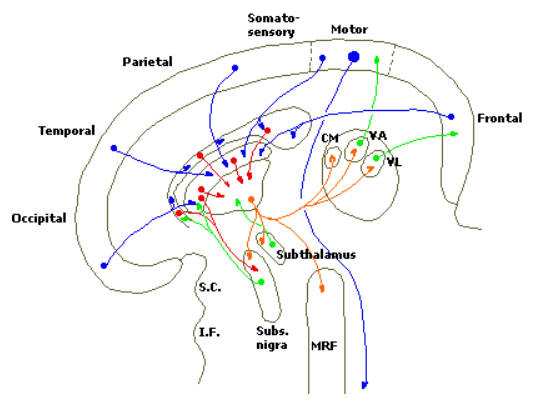 Somato-
sensory
Motor
Parietal
Temporal
Frontal
CM
VA
VL
Occipital
Subthalamus
S.C.
I.F.
Subs.
nigra
MRF